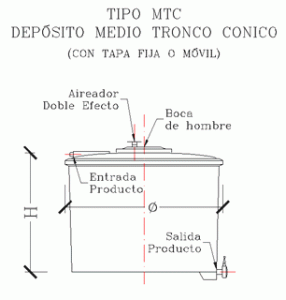 TIPO MTC
DEPÓSITO MEDIO TRONCO CONICO
(CON TAPA FIJA O MÓVIL)
Aireador
Doble Efecto
Boca
de hombre
Entrada
Producto
H
Ø
Salida
Producto